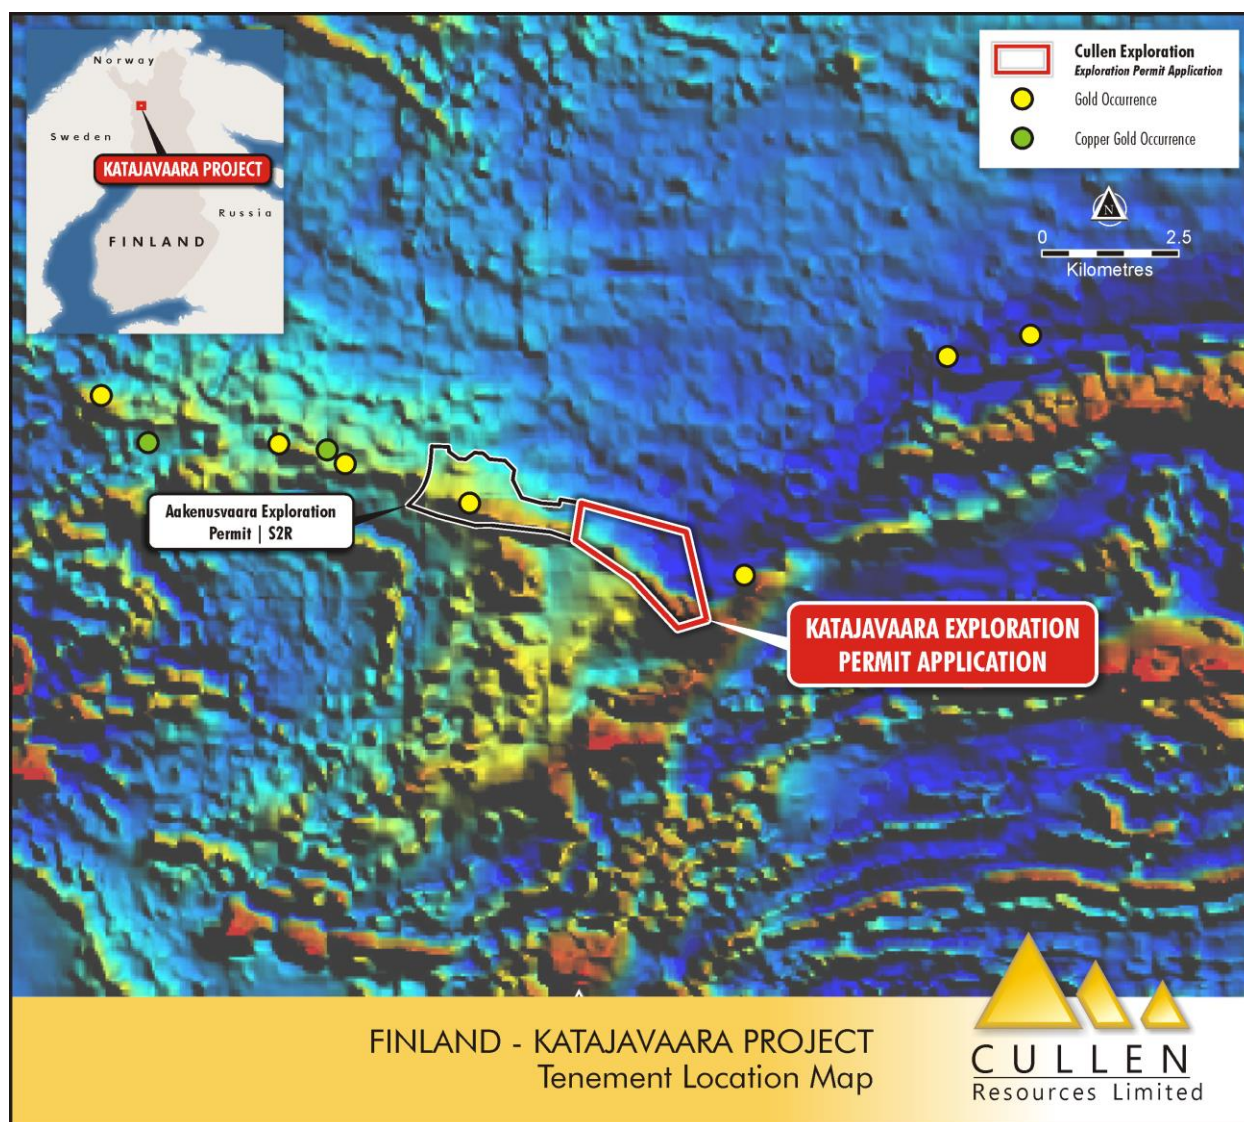 Norway
Sweden
KATAJAVAARA PROJECT
Russia
FINLAND
Cullen Exploration
Exploration Permit Application
Gold Occurrence
Copper Gold Occurrence
N
0 2.5
Kilometres
Aakenusvaara Exploration
Permit | S2R
KATAJAVAARA EXPLORATION
PERMIT APPLICATION
FINLAND - KATAJAVAARA PROJECT
Tenement Location Map
CULLEN
Resources Limited